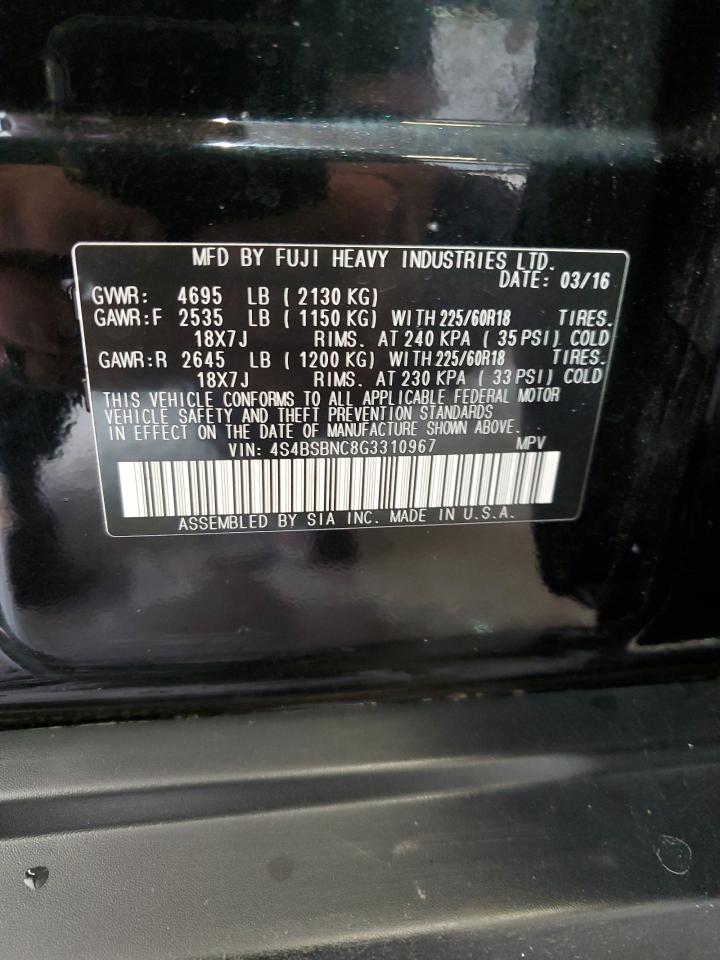 MFD BY FUJI HEAVY INDUSTRIES LTD.
DATE: 03/16
GVWR: 4695 LB ( 2130 KG)
GAWR:F 2535 LB ( 1150 KG) WITH 225/60R18 TIRES.
18X7J RIMS. AT 240 KPA ( 35 PSI) COLD
GAWR:R 2645 LB ( 1200 KG) WITH 225/60R18 TIRES.
18X7J RIMS. AT 230 KPA ( 33 PSI) COLD
THIS VEHICLE CONFORMS TO ALL APPLICABLE FEDERAL MOTOR
VEHICLE SAFETY AND THEFT PREVENTION STANDARDS
IN EFFECT ON THE DATE OF MANUFACTURE SHOWN ABOVE.
VIN: 4S4BSBNC8G3310967 MPV
ASSEMBLED BY SIA INC. MADE IN U.S.A.